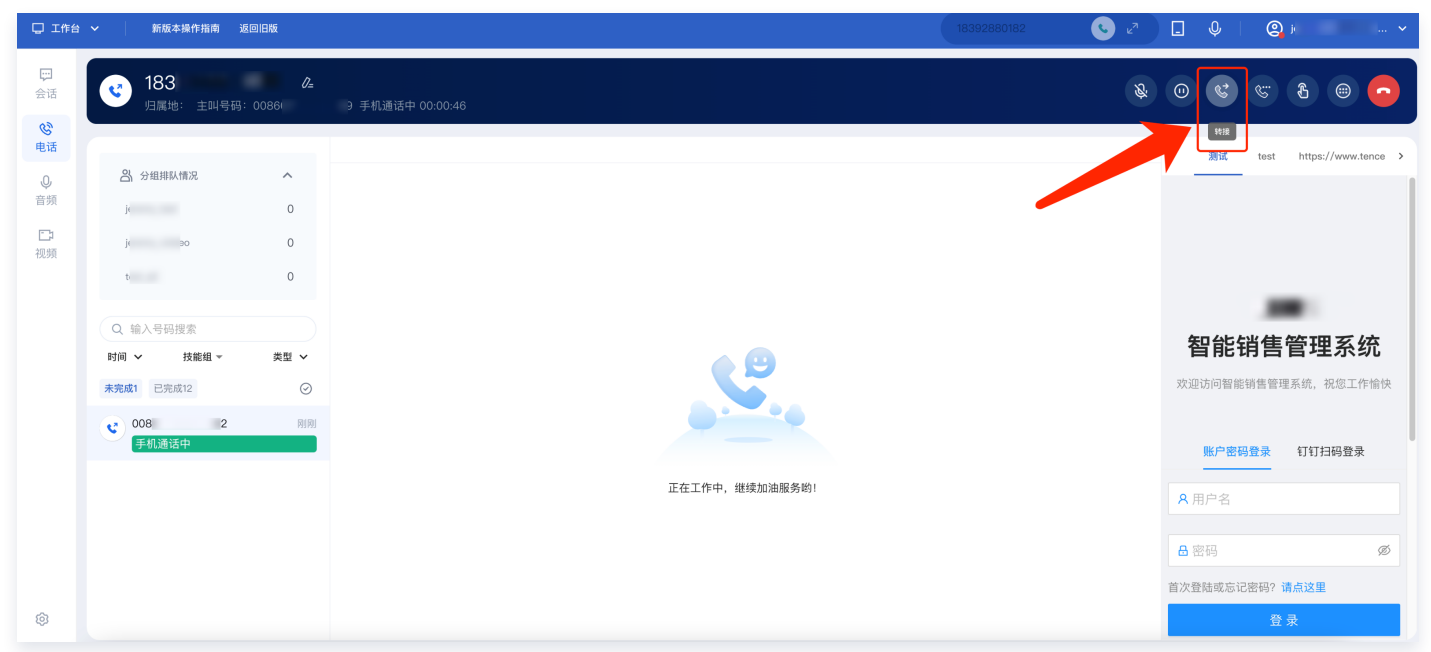 工作台 新版本操作指南 返回旧版 18392880182
会话
电话
音频
视频
183
归属地： 主叫号码：0086 9 手机通话中 00:00:46
转接
分组排队情况
0
0
0
输入号码搜索
时间 技能组 类型
未完成1 已完成12
008 2 刚刚
手机通话中
正在工作中，继续加油服务哟！
测试 test https://www.tence
智能销售管理系统
欢迎访问智能销售管理系统，祝您工作愉快
账户密码登录 钉钉扫码登录
用户名
密码
首次登陆或忘记密码？请点这里
登 录